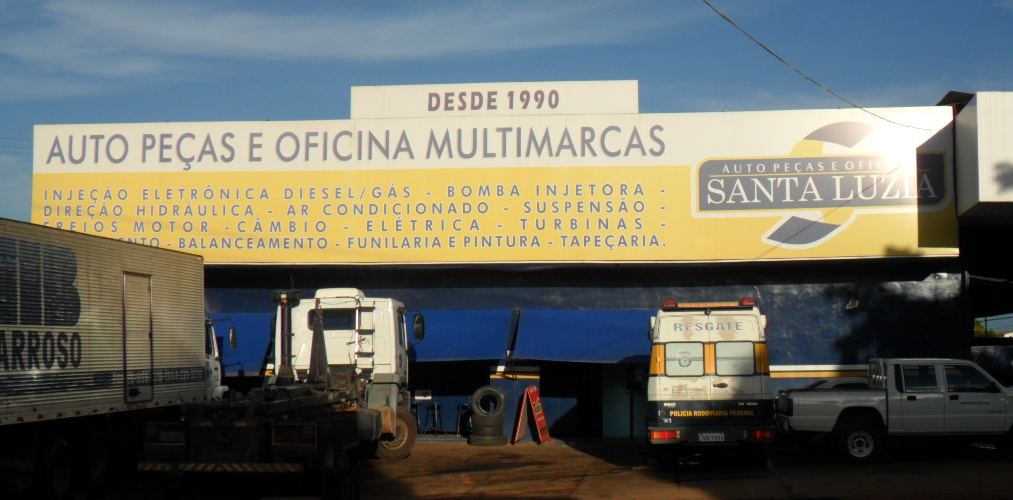 DESDE 1990
AUTO PEÇAS E OFICINA MULTIMARCAS
INJEÇÃO ELETRÔNICA DIESEL/GÁS - BOMBA INJETORA -
DIREÇÃO HIDRÁULICA - AR CONDICIONADO - SUSPENSÃO -
FREIOS MOTOR - CÂMBIO - ELÉTRICA - TURBINAS -
- BALANCEAMENTO - FUNILARIA E PINTURA - TAPEÇARIA.
AUTO PEÇAS E
SANTA LUZIA
ARROSO
RESGATE
POLICIA RODOVIARIA FEDERAL